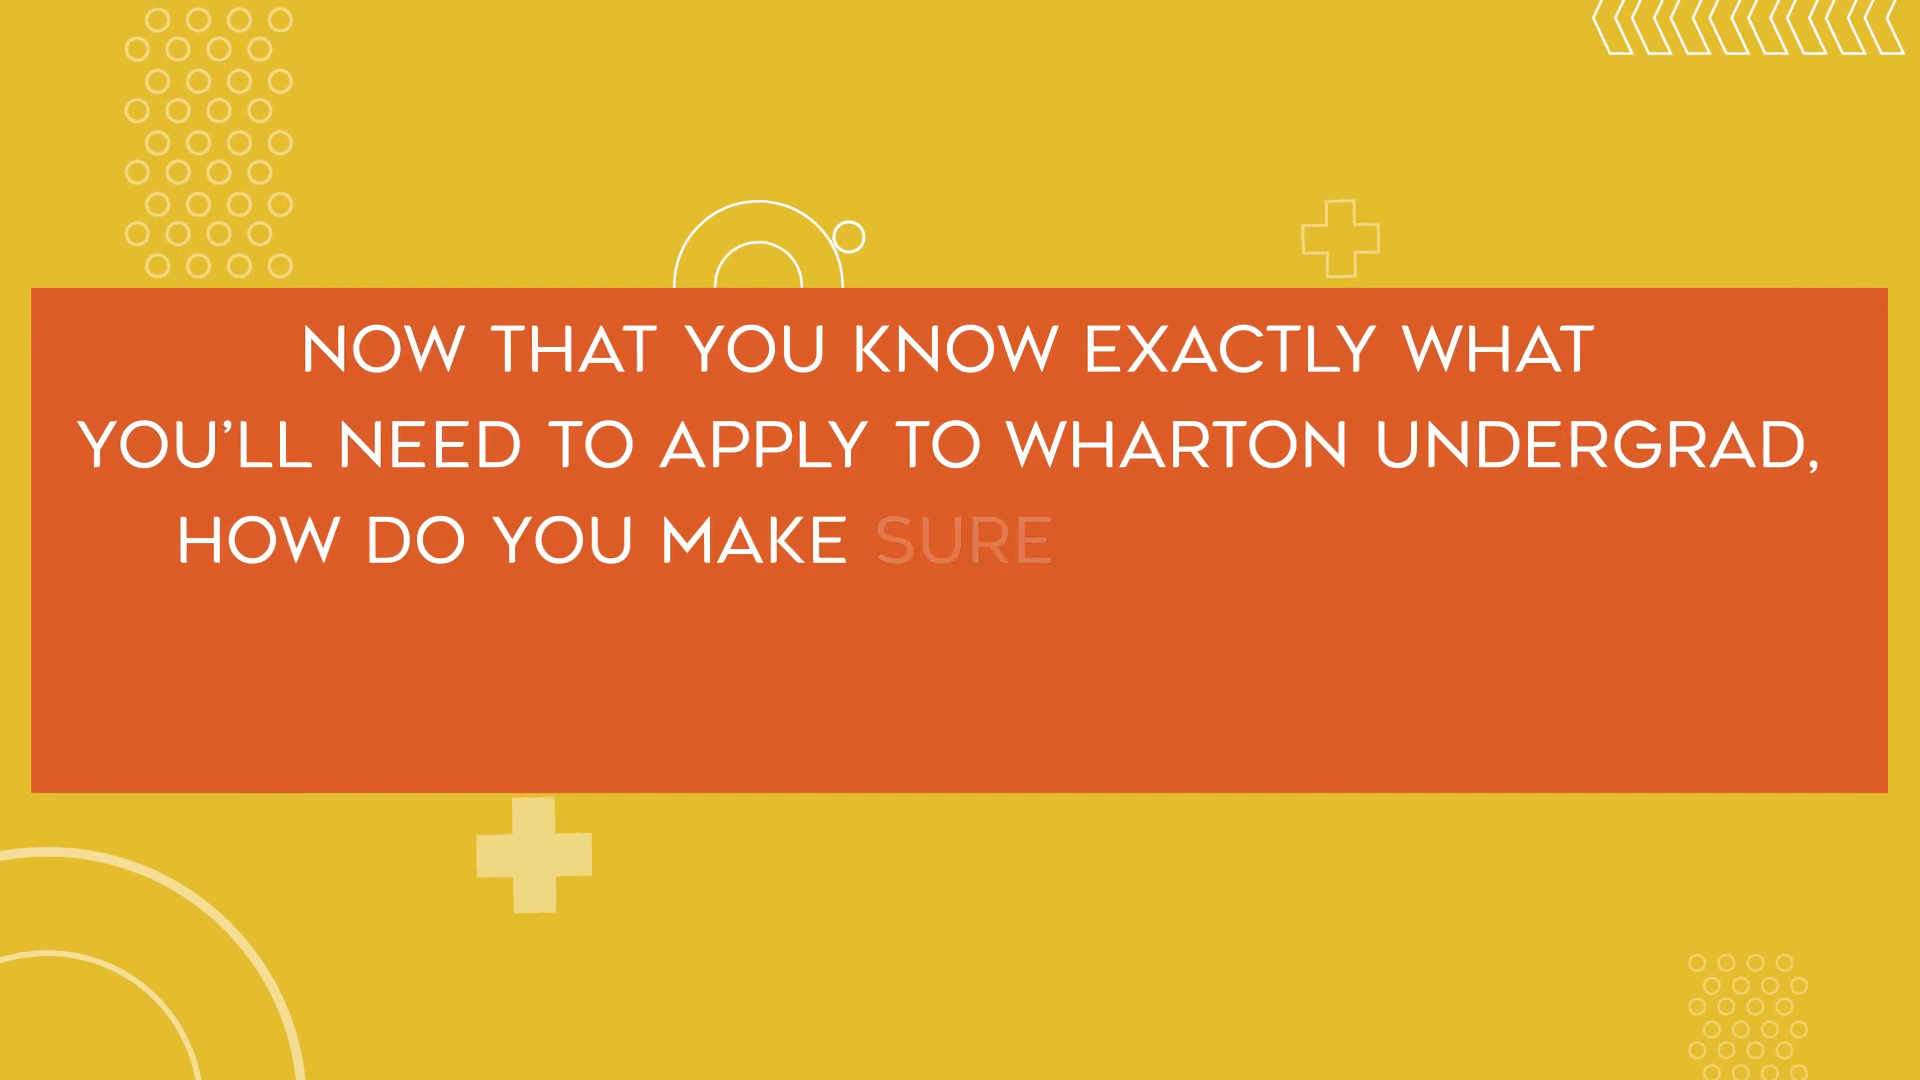 NOW THAT YOU KNOW EXACTLY WHAT
YOU'LL NEED TO APPLY TO WHARTON UNDERGRAD,
HOW DO YOU MAKE SURE